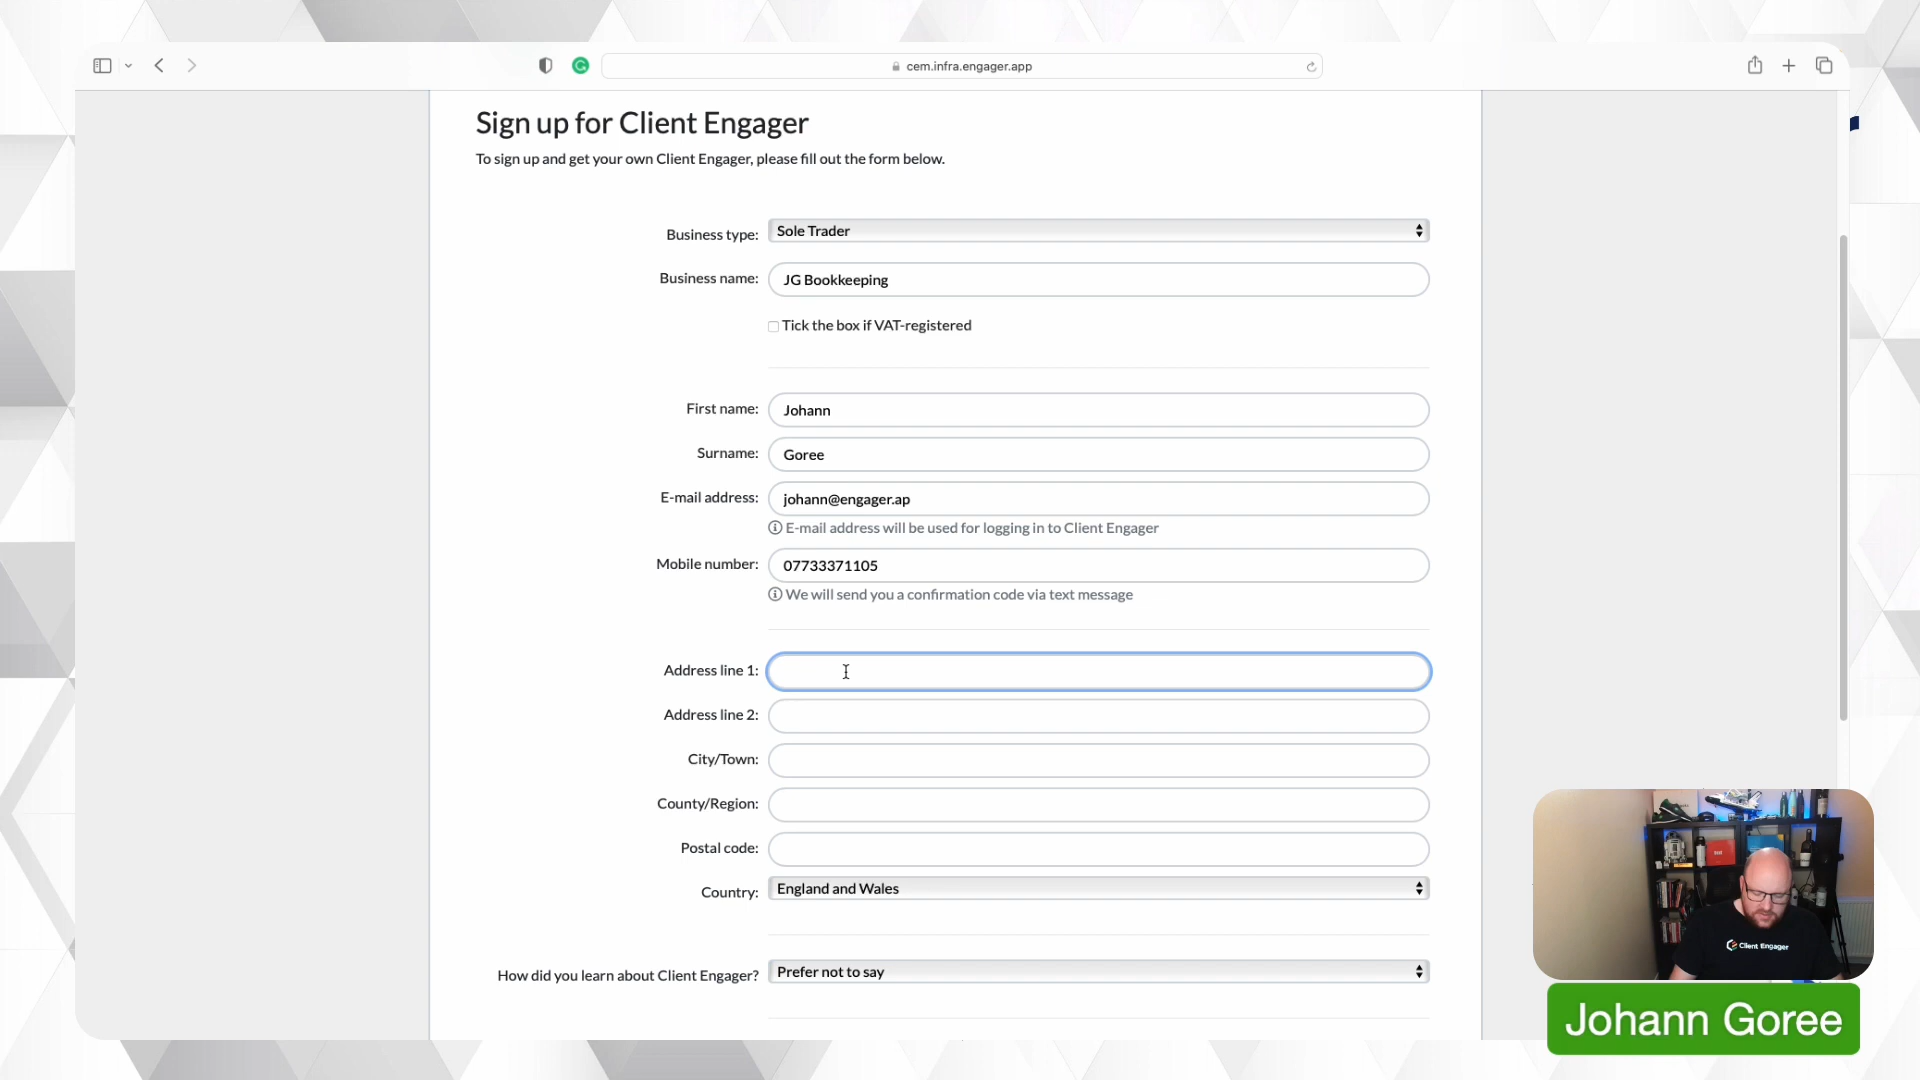 cem.infra.engager.app
Sign up for Client Engager
To sign up and get your own Client Engager, please fill out the form below.
Business type: Sole Trader
Business name: JG Bookkeeping
Tick the box if VAT-registered
First name: Johann
Surname: Goree
E-mail address: johann@engager.ap
E-mail address will be used for logging in to Client Engager
Mobile number: 07733371105
We will send you a confirmation code via text message
Address line 1:
Address line 2:
City/Town:
County/Region:
Postal code:
Country: England and Wales
How did you learn about Client Engager? Prefer not to say
Client Engager
Johann Goree